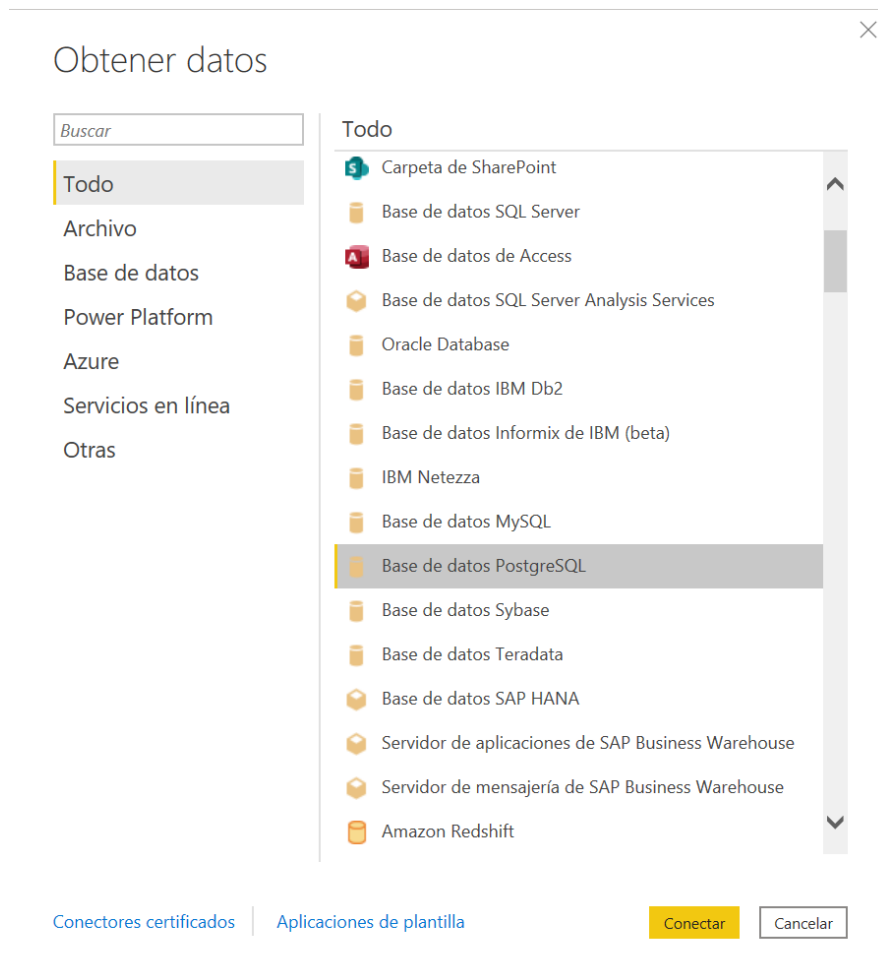 Obtener datos
Buscar
Todo
Archivo
Base de datos
Power Platform
Azure
Servicios en línea
Otras
Todo
Carpeta de SharePoint
Base de datos SQL Server
Base de datos de Access
Base de datos SQL Server Analysis Services
Oracle Database
Base de datos IBM Db2
Base de datos Informix de IBM (beta)
IBM Netezza
Base de datos MySQL
Base de datos PostgreSQL
Base de datos Sybase
Base de datos Teradata
Base de datos SAP HANA
Servidor de aplicaciones de SAP Business Warehouse
Servidor de mensajería de SAP Business Warehouse
Amazon Redshift
Conectores certificados
Aplicaciones de plantilla
Conectar
Cancelar